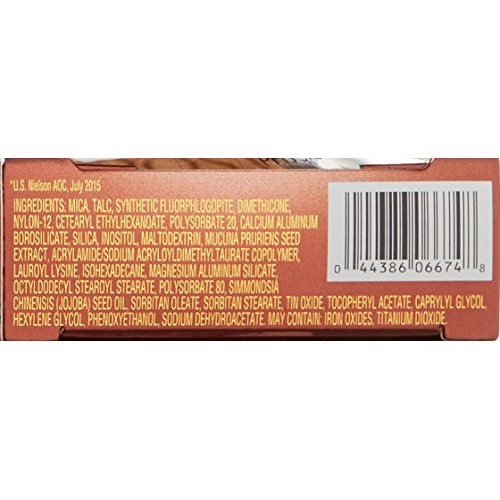 *U.S. Nielson AOC, July 2015
INGREDIENTS: MICA, TALC, SYNTHETIC FLUORPHLOGOPITE, DIMETHICONE,
NYLON-12, CETEARYL ETHYLHEXANOATE, POLYSORBATE 20, CALCIUM ALUMINUM
BOROSILICATE, SILICA, INOSITOL, MALTODEXTRIN, MUCUNA PRURIENS SEED
EXTRACT, ACRYLAMIDE/SODIUM ACRYLOYLDIMETHYLTAURATE COPOLYMER,
LAUROYL LYSINE, ISOHEXADECANE, MAGNESIUM ALUMINUM SILICATE,
OCTYLDODECYL STEAROYL STEARATE, POLYSORBATE 80, SIMMONDSIA
CHINENSIS (JOJOBA) SEED OIL, SORBITAN OLEATE, SORBITAN STEARATE, TIN OXIDE, TOCOPHERYL ACETATE, CAPRYLYL GLYCOL,
HEXYLENE GLYCOL, PHENOXYETHANOL, SODIUM DEHYDROACETATE. MAY CONTAIN: IRON OXIDES, TITANIUM DIOXIDE.
0 44386 06674 8